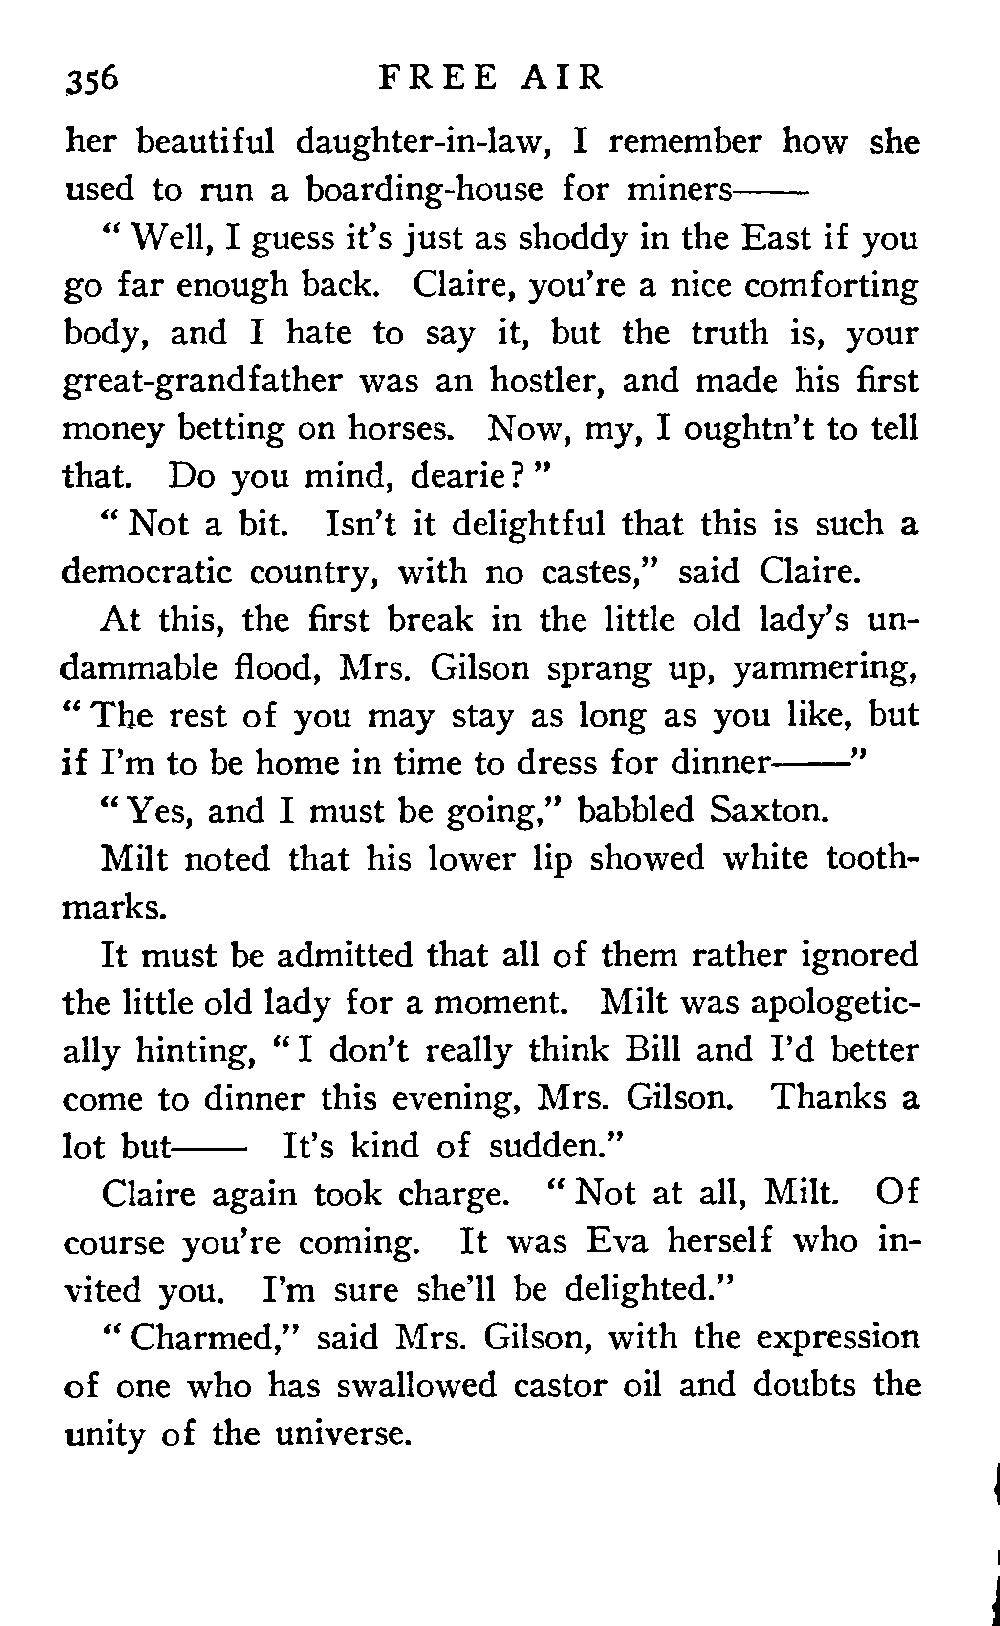 356 FREE AIR
her beautiful daughter-in-law, I remember how she
used to run a boarding-house for miners——
“Well, I guess it’s just as shoddy in the East if you
go far enough back. Claire, you’re a nice comforting
body, and I hate to say it, but the truth is, your
great-grandfather was an hostler, and made his first
money betting on horses. Now, my, I oughtn’t to tell
that. Do you mind, dearie?”
“Not a bit. Isn’t it delightful that this is such a
democratic country, with no castes,” said Claire.
At this, the first break in the little old lady’s un-
dammable flood, Mrs. Gilson sprang up, yammering,
“The rest of you may stay as long as you like, but
if I’m to be home in time to dress for dinner——”
“Yes, and I must be going,” babbled Saxton.
Milt noted that his lower lip showed white tooth-
marks.
It must be admitted that all of them rather ignored
the little old lady for a moment. Milt was apologetic-
ally hinting, “I don’t really think Bill and I’d better
come to dinner this evening, Mrs. Gilson. Thanks a
lot but—— It’s kind of sudden.”
Claire again took charge. “Not at all, Milt. Of
course you’re coming. It was Eva herself who in-
vited you. I’m sure she’ll be delighted.”
“Charmed,” said Mrs. Gilson, with the expression
of one who has swallowed castor oil and doubts the
unity of the universe.